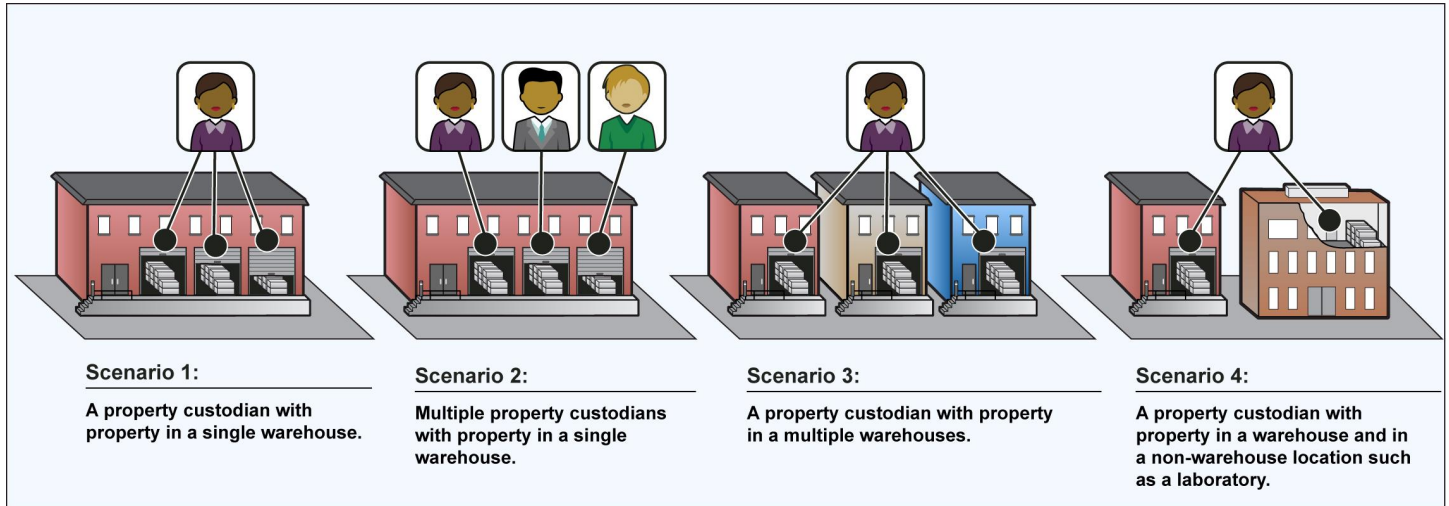 Scenario 1:
A property custodian with
property in a single warehouse.
Scenario 2:
Multiple property custodians
with property in a single
warehouse.
Scenario 3:
A property custodian with property
in a multiple warehouses.
Scenario 4:
A property custodian with
property in a warehouse and in
a non-warehouse location such
as a laboratory.